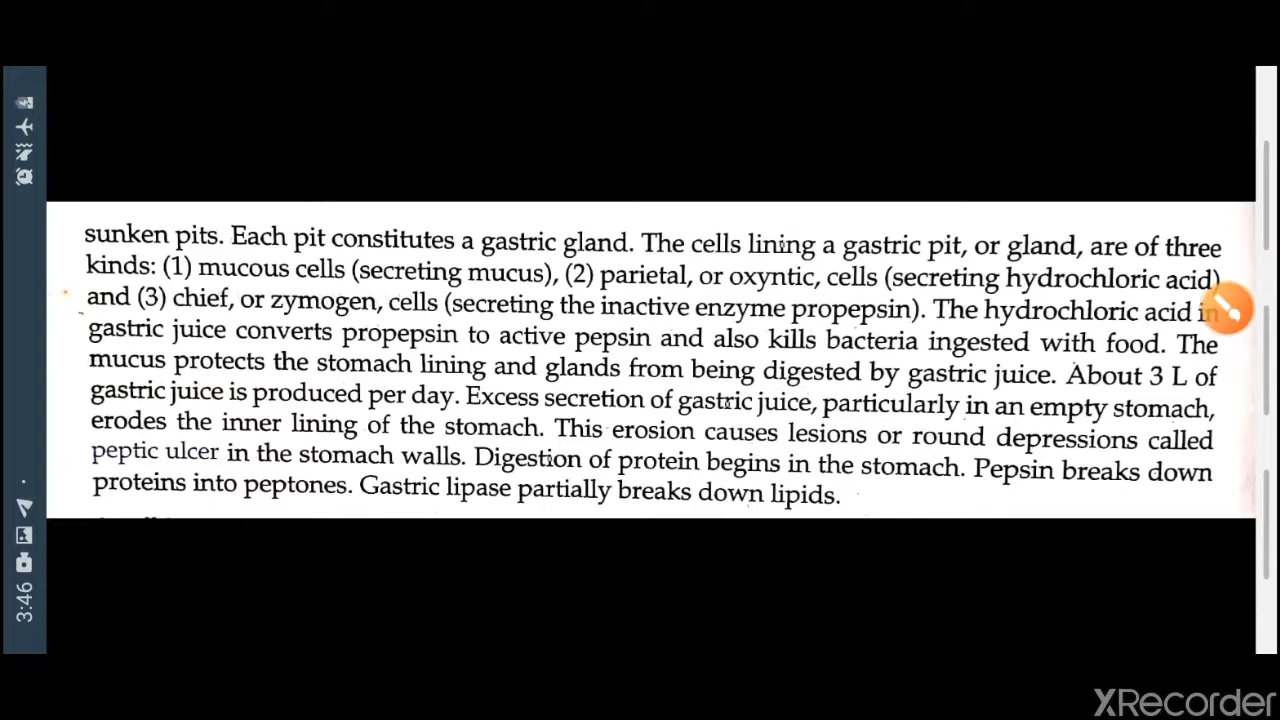 sunken pits. Each pit constitutes a gastric gland. The cells lining a gastric pit, or gland, are of three
kinds: (1) mucous cells (secreting mucus), (2) parietal, or oxyntic, cells (secreting hydrochloric acid)
and (3) chief, or zymogen, cells (secreting the inactive enzyme propepsin). The hydrochloric acid in
gastric juice converts propepsin to active pepsin and also kills bacteria ingested with food. The
mucus protects the stomach lining and glands from being digested by gastric juice. About 3 L of
gastric juice is produced per day. Excess secretion of gastric juice, particularly in an empty stomach,
erodes the inner lining of the stomach. This erosion causes lesions or round depressions called
peptic ulcer in the stomach walls. Digestion of protein begins in the stomach. Pepsin breaks down
proteins into peptones. Gastric lipase partially breaks down lipids.
3:46
XRecorder